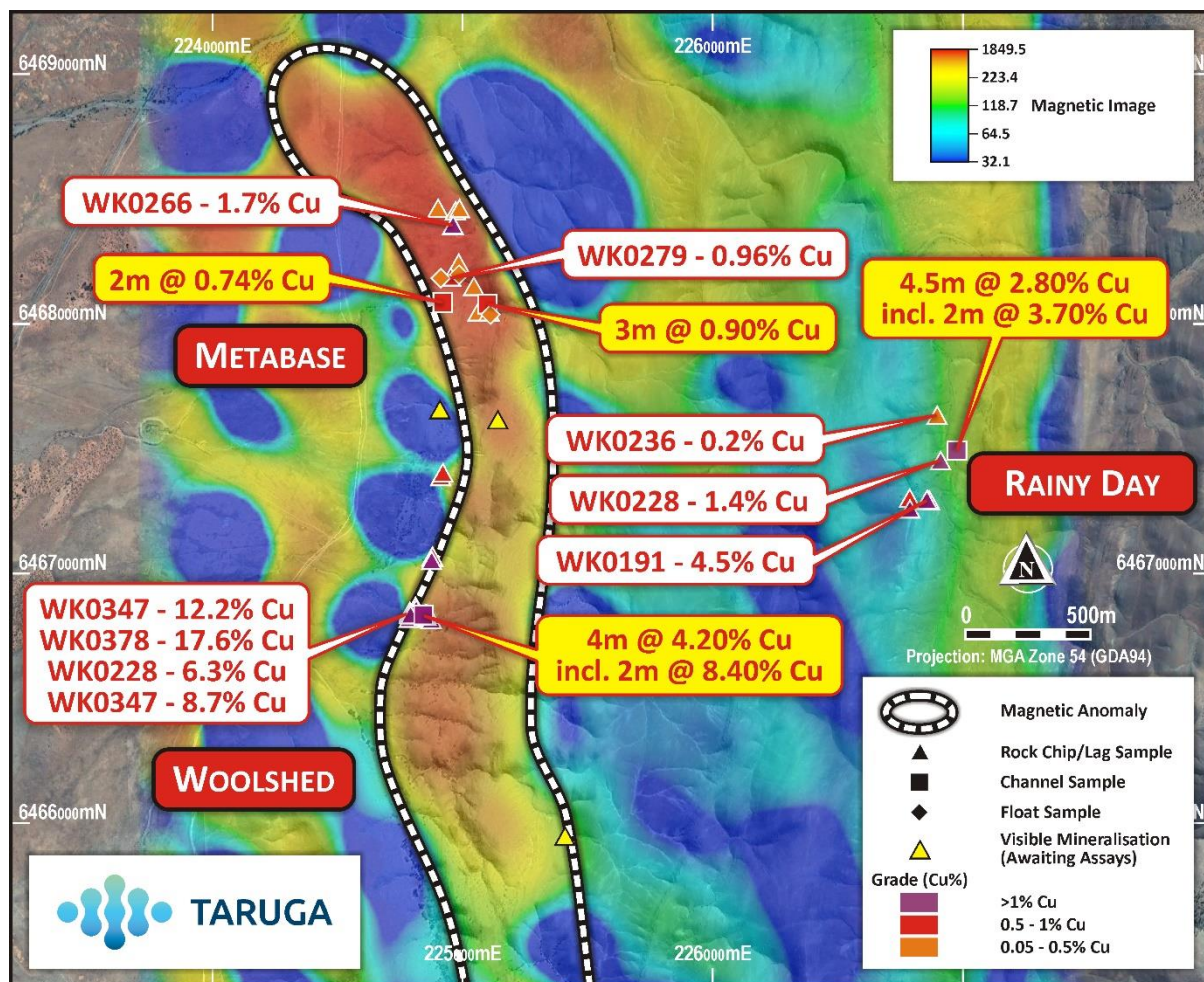 224000mE
226000mE
6469000mN
mN
1849.5
223.4
118.7
64.5
32.1
Magnetic Image
WK0266 - 1.7% Cu
WK0279 - 0.96% Cu
2m @ 0.74% Cu
4.5m @ 2.80% Cu
incl. 2m @ 3.70% Cu
6468000mN
mN
3m @ 0.90% Cu
METABASE
WK0236 - 0.2% Cu
RAINY DAY
WK0228 - 1.4% Cu
WK0191 - 4.5% Cu
6467000mN
6467000mN
N
WK0347 - 12.2% Cu
WK0378 - 17.6% Cu
WK0228 - 6.3% Cu
WK0347 - 8.7% Cu
4m @ 4.20% Cu
incl. 2m @ 8.40% Cu
0 500m
Projection: MGA Zone 54 (GDA94)
WOOLSHED
6466000mN
N
Magnetic Anomaly
Rock Chip/Lag Sample
Channel Sample
Float Sample
Visible Mineralisation
(Awaiting Assays)
Grade (Cu%)
>1% Cu
0.5 - 1% Cu
0.05 - 0.5% Cu
TARUGA
225000mE
226000mE